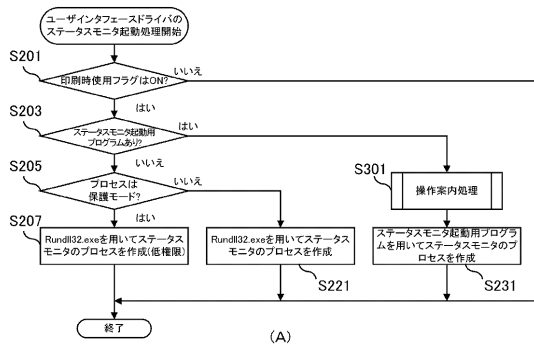 ユーザインタフェースドライバの
ステータスモニタ起動処理開始
S201
印刷時使用フラグはON?
いいえ
はい
S203
ステータスモニタ起動用
プログラムあり?
はい
いいえ
S205
プロセスは
保護モード?
いいえ
はい
S301
操作案内処理
S207
Rundll32.exeを用いてステータス
モニタのプロセスを作成(低権限)
Rundll32.exeを用いてステータス
モニタのプロセスを作成
S221
ステータスモニタ起動用プログラ
ムを用いてステータスモニタのプ
ロセスを作成
S231
終了
(A)